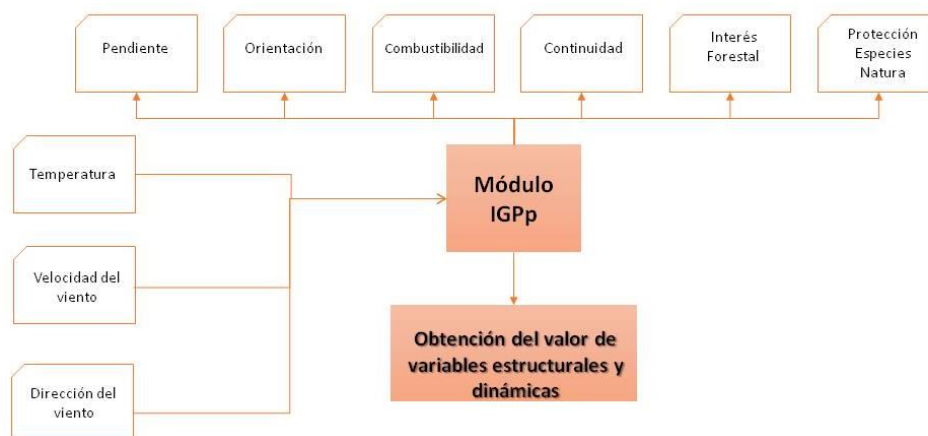 Pendiente
Orientación
Combustibilidad
Continuidad
Interés
Forestal
Protección
Especies
Natura
Temperatura
Módulo
IGPp
Velocidad del
viento
Obtención del valor de
variables estructurales y
dinámicas
Dirección del
viento